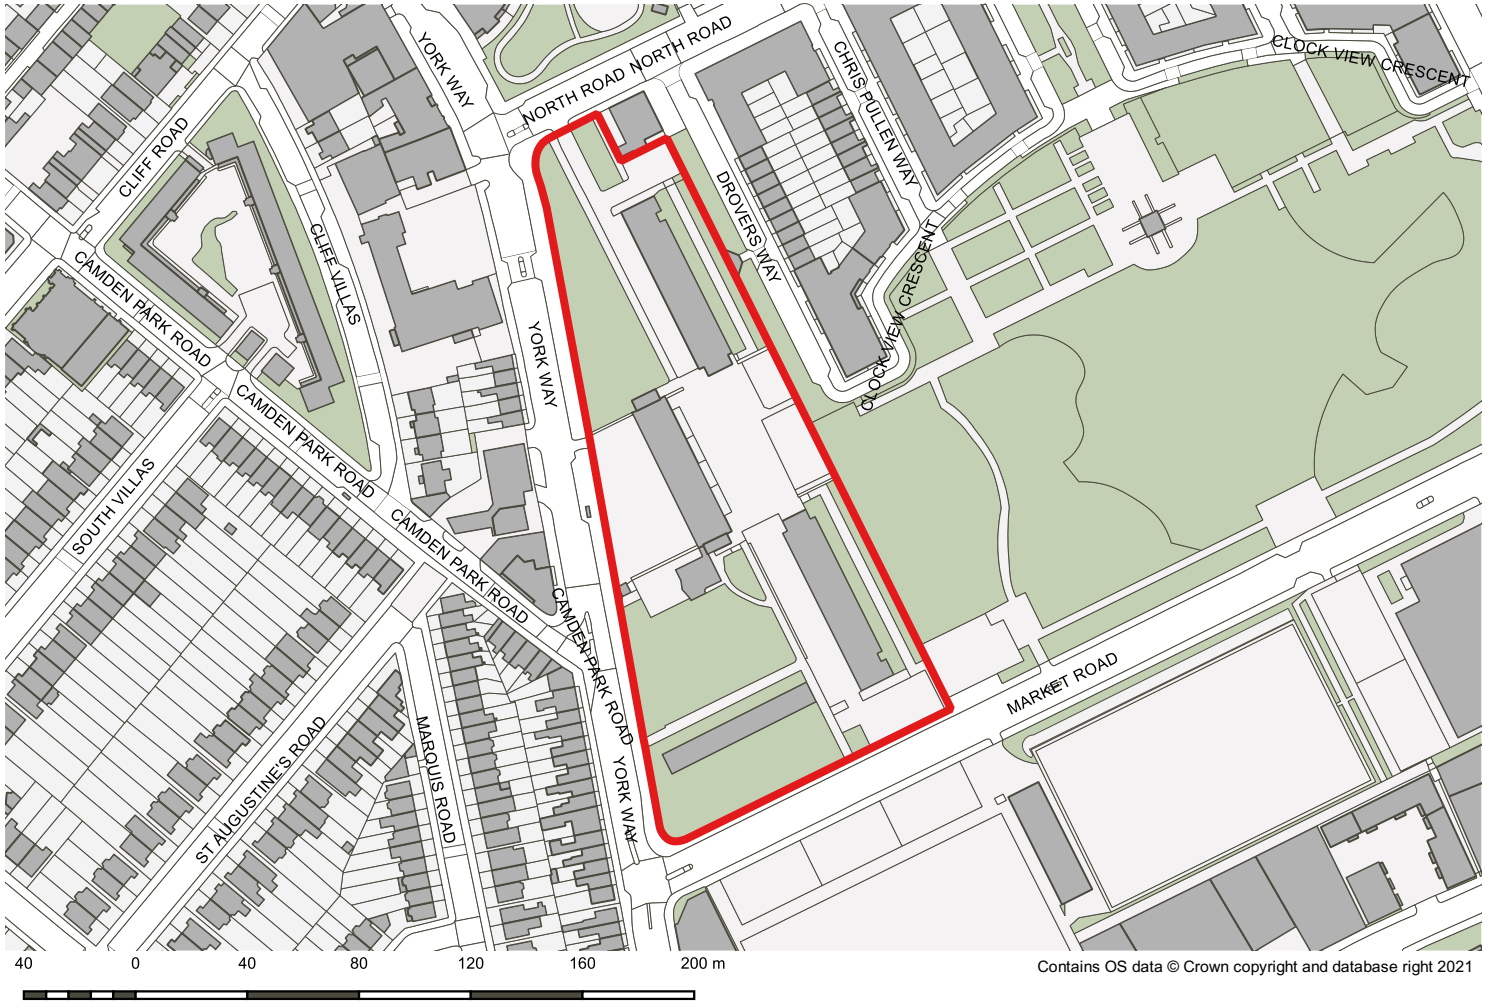 YORK WAY
NORTH ROAD
NORTH ROAD
CHRIS PULLEN WAY
CLOCK VIEW CRESCENT
CLIFF ROAD
CLIFF VILLAS
DROVERS WAY
CLOCK VIEW CRESCENT
CAMDEN PARK ROAD
YORK WAY
CAMDEN PARK ROAD
SOUTH VILLAS
CAMDEN PARK ROAD
CAMDEN PARK ROAD
MARKET ROAD
ST AUGUSTINE'S ROAD
MARQUIS ROAD
YORK WAY
40 0 40 80 120 160 200 m
Contains OS data © Crown copyright and database right 2021